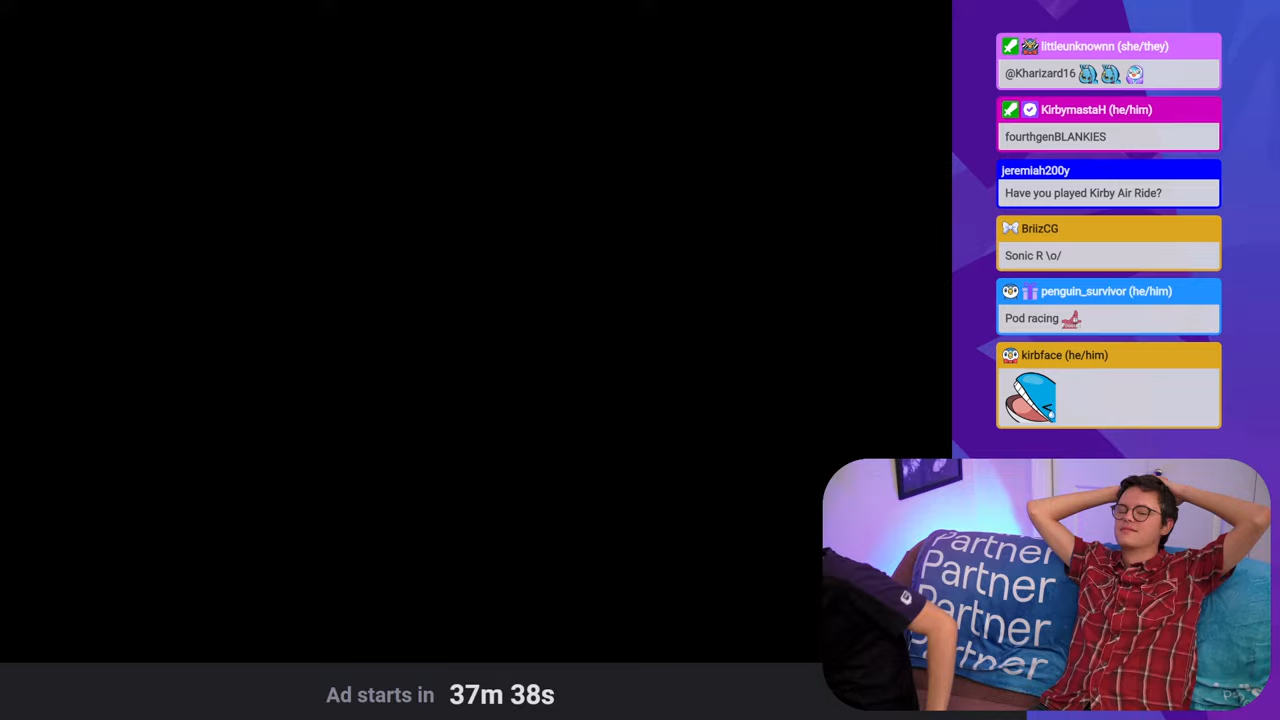 littleunknownn (she/they)
@Kharizard16
KirbymastaH (he/him)
fourthgenBLANKIES
jeremiah200y
Have you played Kirby Air Ride?
BriizCG
Sonic R \o/
penguin_survivor (he/him)
Pod racing
kirbface (he/him)
Partner
Partner
Partner
Partner
Ad starts in 37m 38s